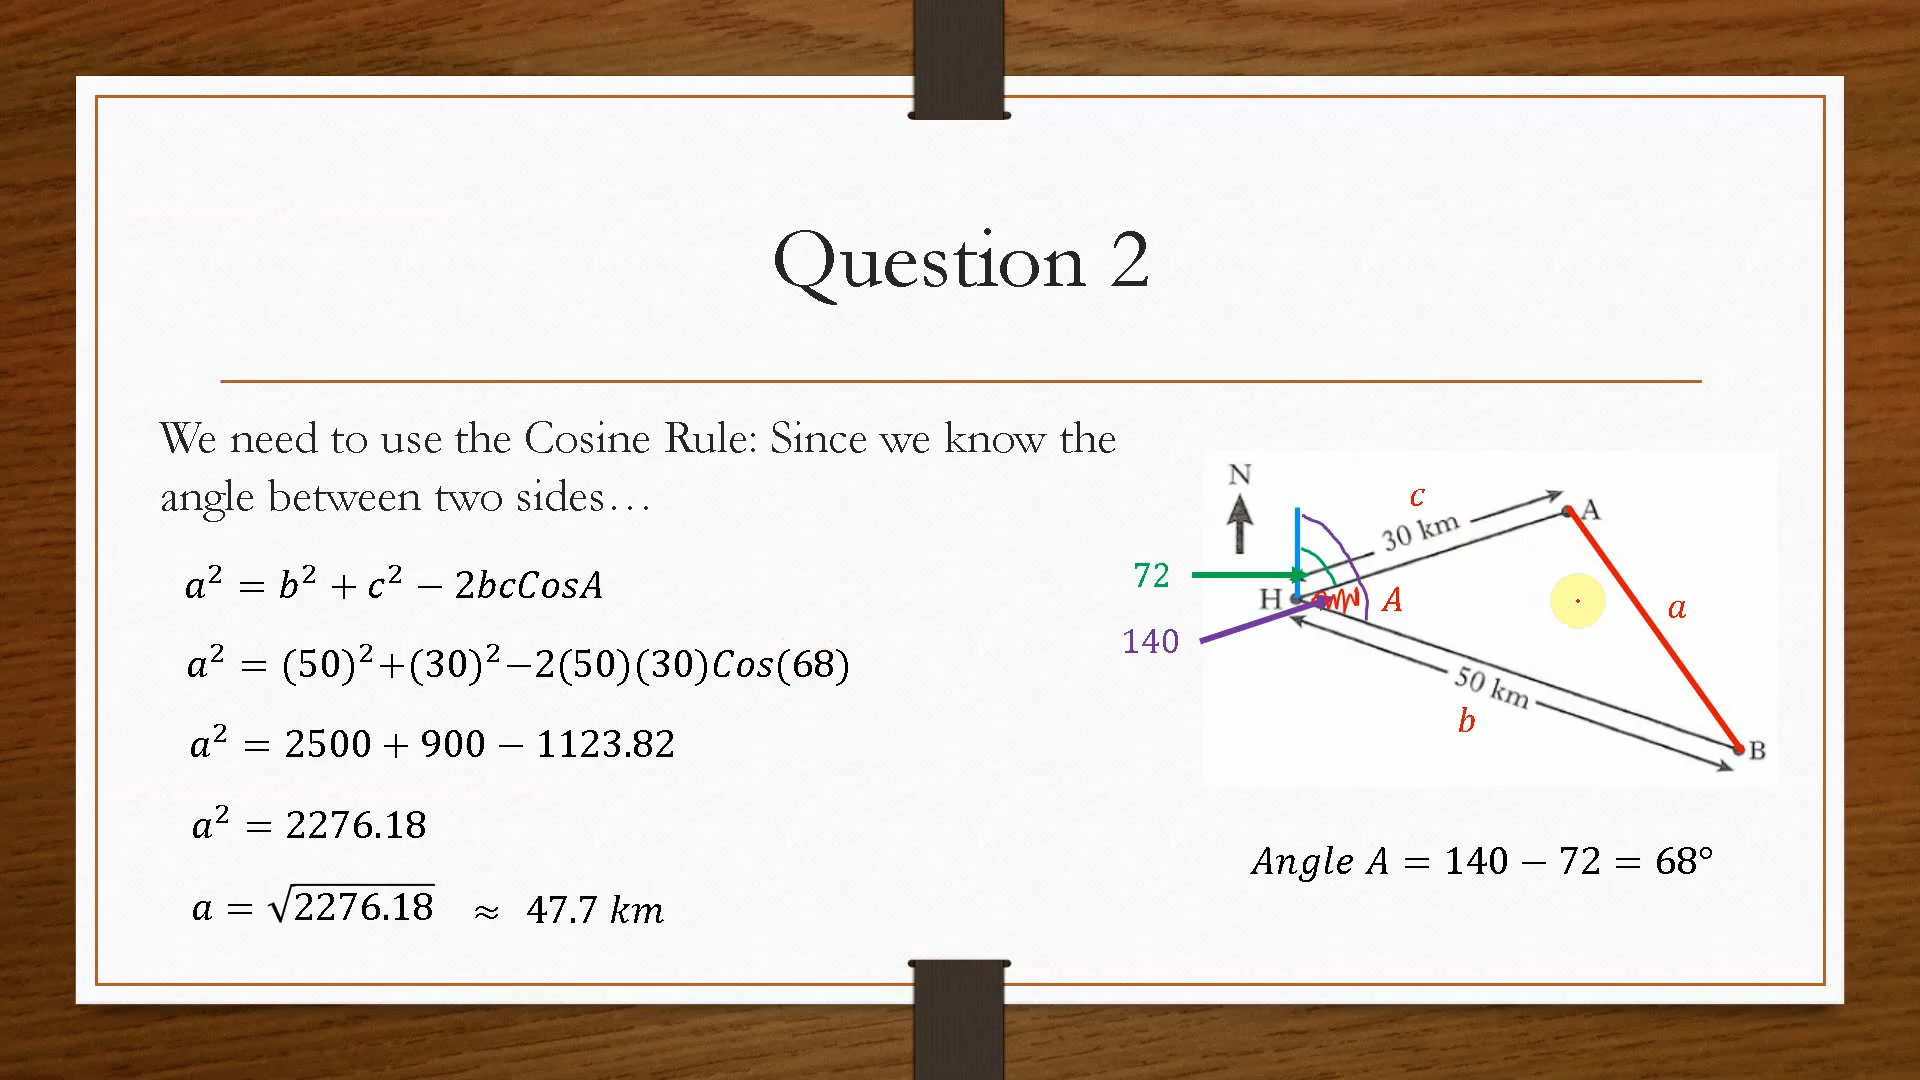 Question 2
We need to use the Cosine Rule: Since we know the
angle between two sides…
a² = b² + c² − 2bcCosA
a² = (50)²+(30)²−2(50)(30)Cos(68)
a² = 2500 + 900 − 1123.82
a² = 2276.18
a = √2276.18 ≈ 47.7 km
N
c
30 km
A
72
H
A
a
140
50 km
b
B
Angle A = 140 − 72 = 68°